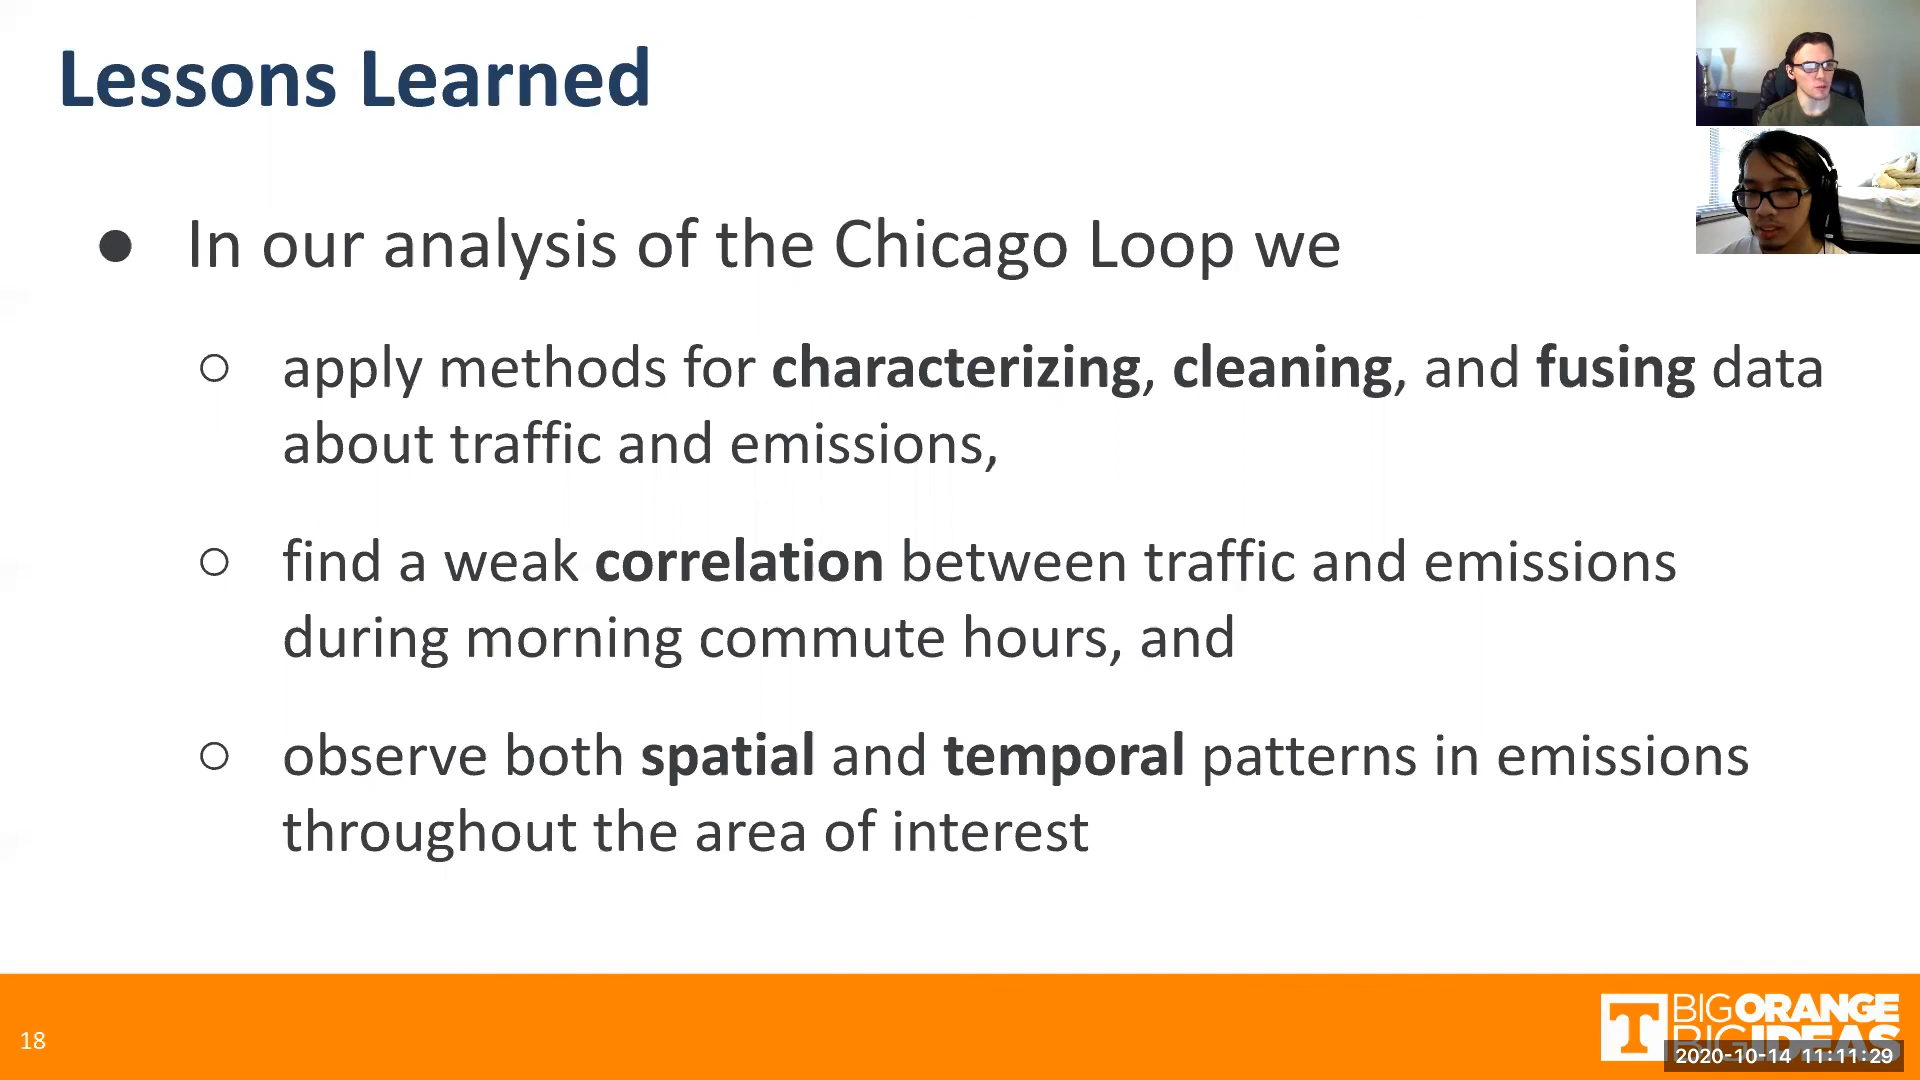 Lessons Learned
● In our analysis of the Chicago Loop we
○ apply methods for characterizing, cleaning, and fusing data
about traffic and emissions,
○ find a weak correlation between traffic and emissions
during morning commute hours, and
○ observe both spatial and temporal patterns in emissions
throughout the area of interest
18
T
BIG ORANGE
BIG IDEAS
2020-10-14 11:11:29